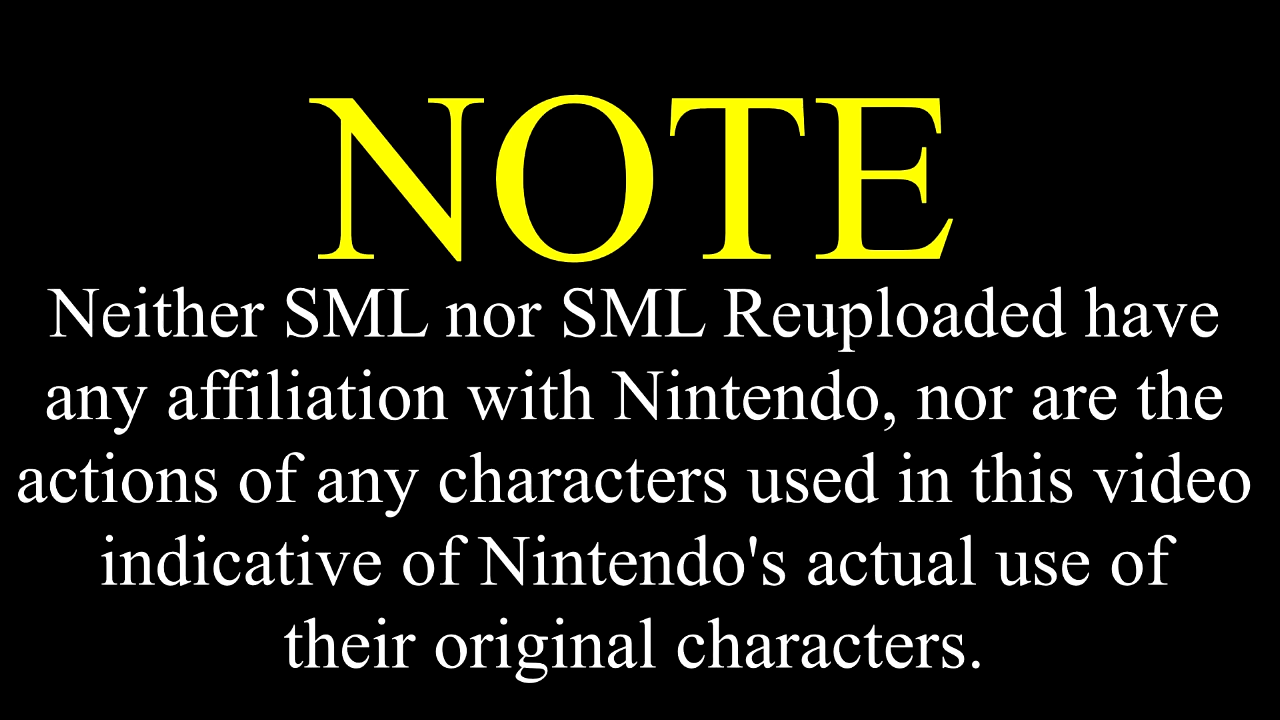 NOTE
Neither SML nor SML Reuploaded have
any affiliation with Nintendo, nor are the
actions of any characters used in this video
indicative of Nintendo's actual use of
their original characters.